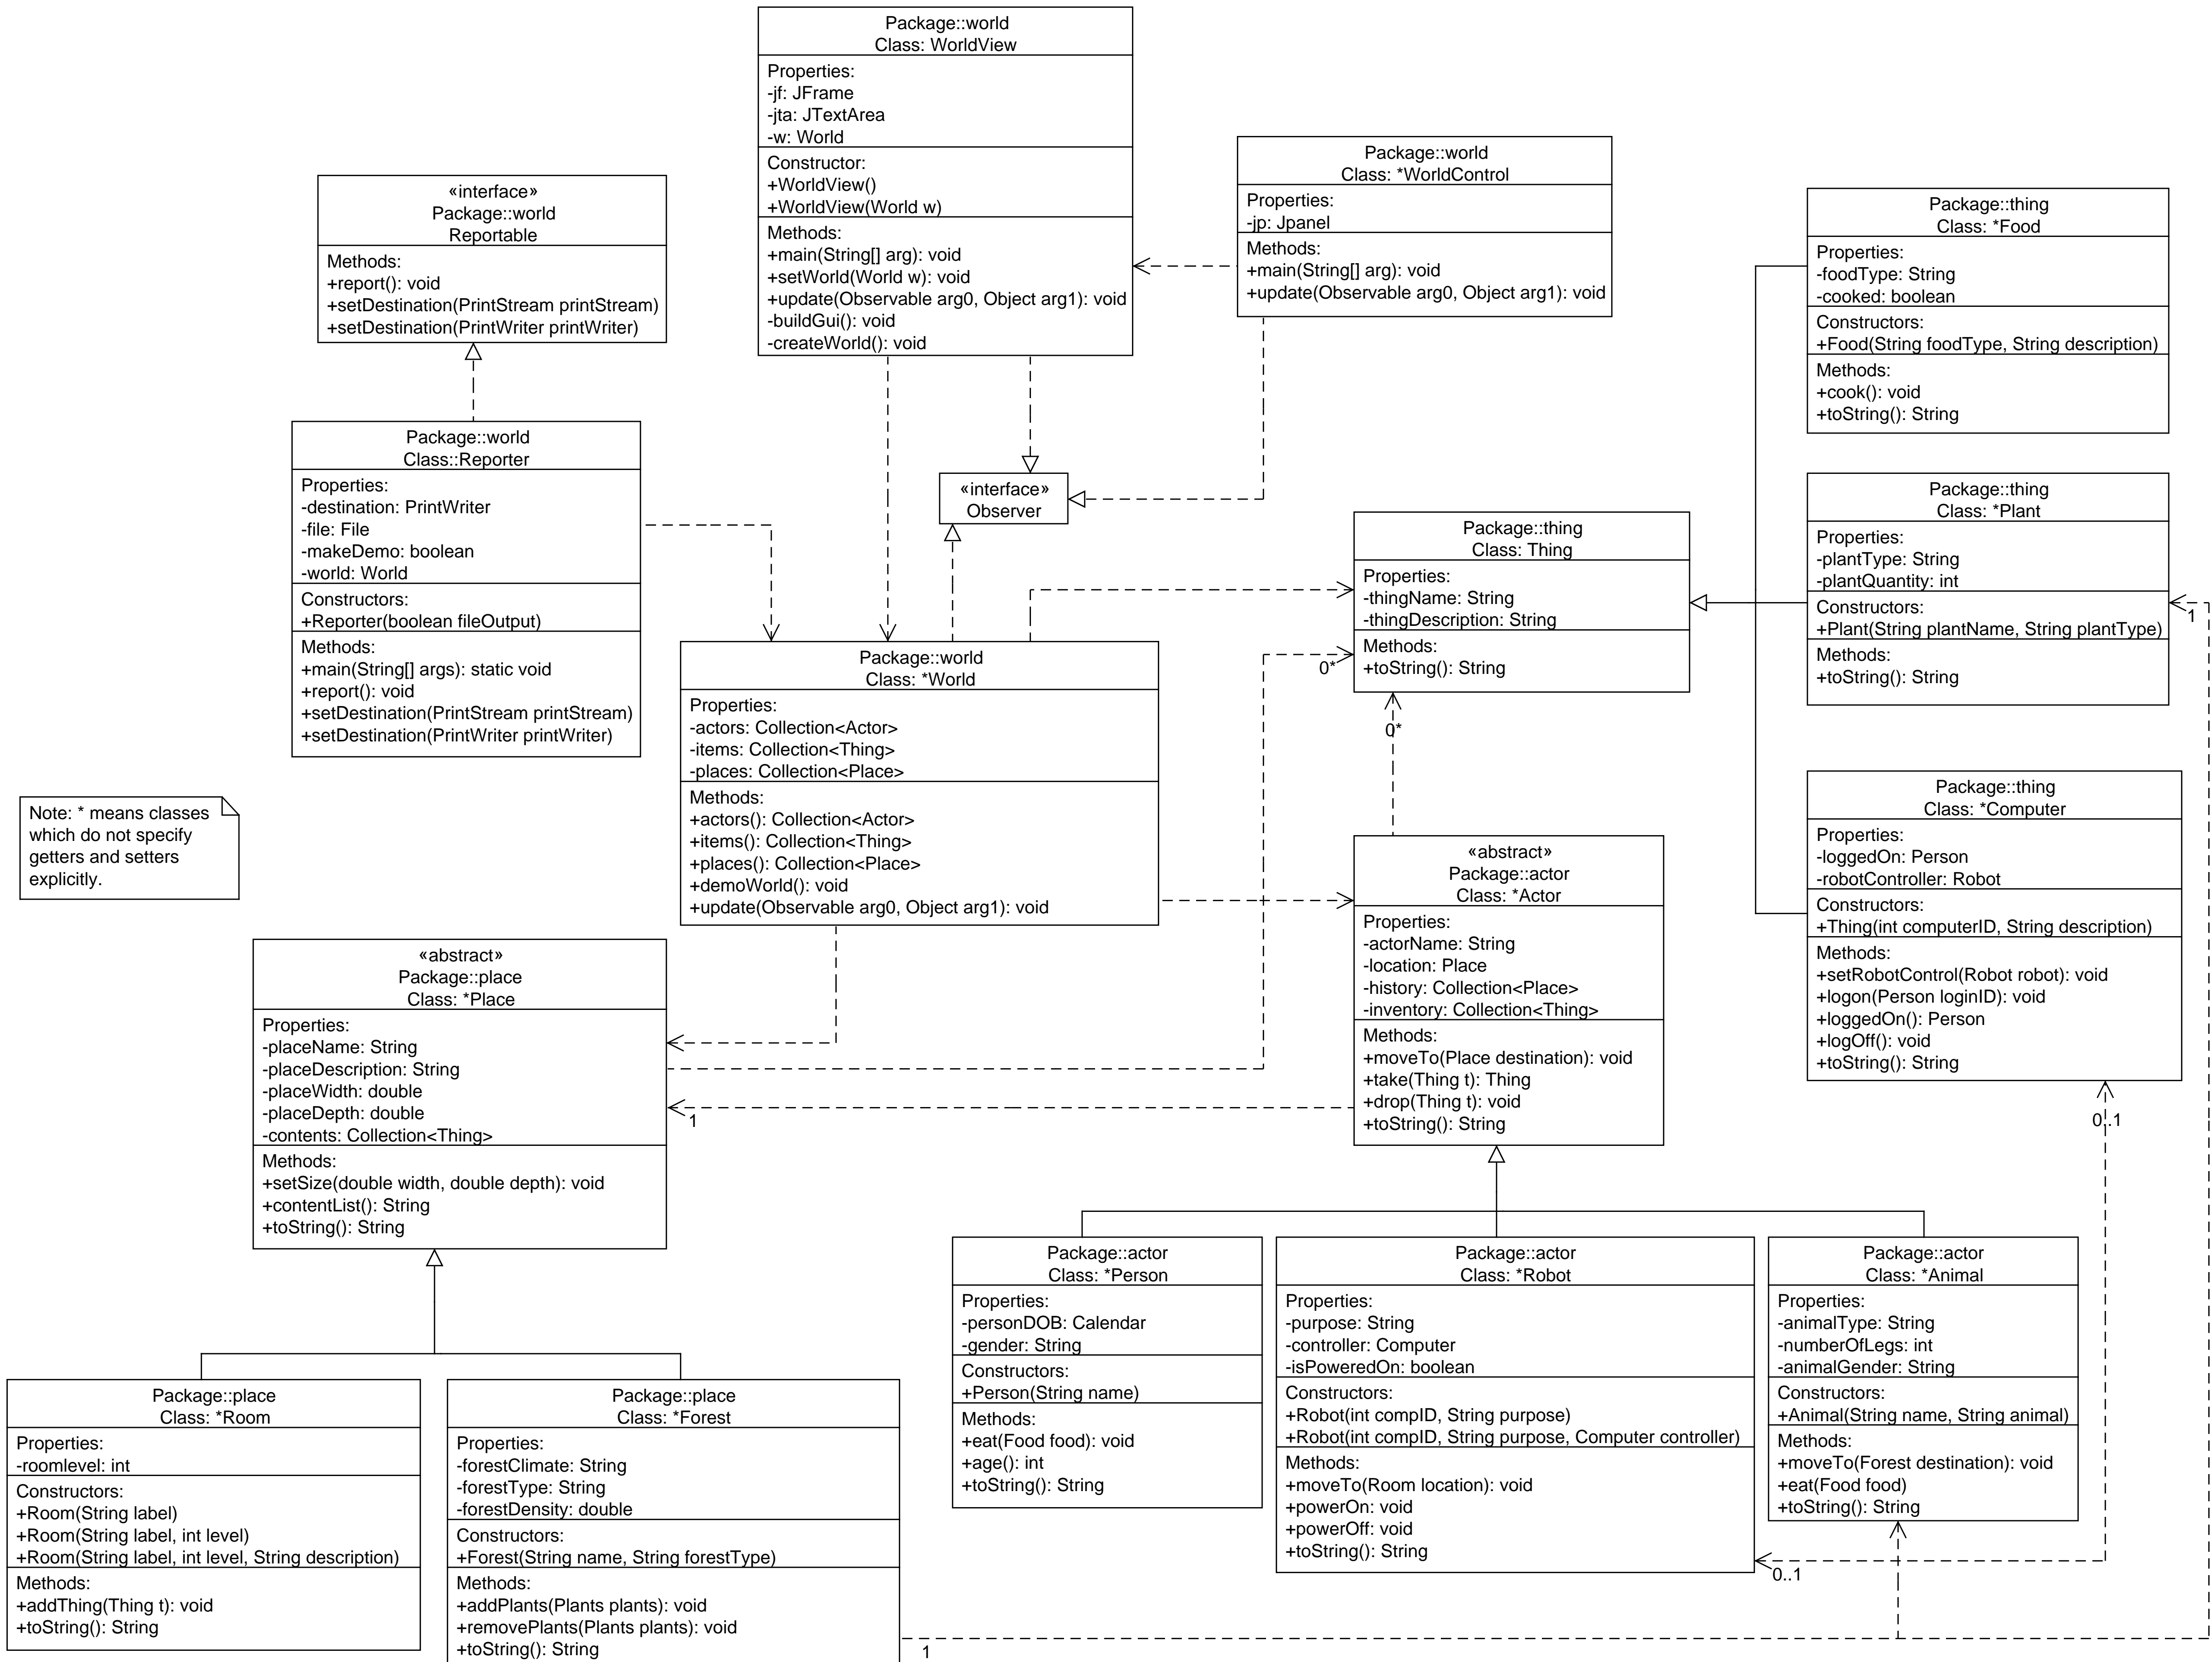 Package::world
Class: WorldView
Properties:
-jf: JFrame
-jta: JTextArea
-w: World
Constructor:
+WorldView()
+WorldView(World w)
Methods:
+main(String[] arg): void
+setWorld(World w): void
+update(Observable arg0, Object arg1): void
-buildGui(): void
-createWorld(): void
Package::world
Class: *WorldControl
Properties:
-jp: Jpanel
Methods:
+main(String[] arg): void
+update(Observable arg0, Object arg1): void
«interface»
Package::world
Reportable
Methods:
+report(): void
+setDestination(PrintStream printStream)
+setDestination(PrintWriter printWriter)
Package::thing
Class: *Food
Properties:
-foodType: String
-cooked: boolean
Constructors:
+Food(String foodType, String description)
Methods:
+cook(): void
+toString(): String
Package::world
Class::Reporter
Properties:
-destination: PrintWriter
-file: File
-makeDemo: boolean
-world: World
Constructors:
+Reporter(boolean fileOutput)
Methods:
+main(String[] args): static void
+report(): void
+setDestination(PrintStream printStream)
+setDestination(PrintWriter printWriter)
«interface»
Observer
Package::thing
Class: Thing
Properties:
-thingName: String
-thingDescription: String
Methods:
+toString(): String
0*
0*
Package::thing
Class: *Plant
Properties:
-plantType: String
-plantQuantity: int
Constructors:
+Plant(String plantName, String plantType)
Methods:
+toString(): String
1
Package::world
Class: *World
Properties:
-actors: Collection<Actor>
-items: Collection<Thing>
-places: Collection<Place>
Methods:
+actors(): Collection<Actor>
+items(): Collection<Thing>
+places(): Collection<Place>
+demoWorld(): void
+update(Observable arg0, Object arg1): void
Note: * means classes
which do not specify
getters and setters
explicitly.
Package::thing
Class: *Computer
Properties:
-loggedOn: Person
-robotController: Robot
Constructors:
+Thing(int computerID, String description)
Methods:
+setRobotControl(Robot robot): void
+logon(Person loginID): void
+loggedOn(): Person
+logOff(): void
+toString(): String
0..1
«abstract»
Package::actor
Class: *Actor
Properties:
-actorName: String
-location: Place
-history: Collection<Place>
-inventory: Collection<Thing>
Methods:
+moveTo(Place destination): void
+take(Thing t): Thing
+drop(Thing t): void
+toString(): String
«abstract»
Package::place
Class: *Place
Properties:
-placeName: String
-placeDescription: String
-placeWidth: double
-placeDepth: double
-contents: Collection<Thing>
Methods:
+setSize(double width, double depth): void
+contentList(): String
+toString(): String
1
Package::actor
Class: *Person
Properties:
-personDOB: Calendar
-gender: String
Constructors:
+Person(String name)
Methods:
+eat(Food food): void
+age(): int
+toString(): String
Package::actor
Class: *Robot
Properties:
-purpose: String
-controller: Computer
-isPoweredOn: boolean
Constructors:
+Robot(int compID, String purpose)
+Robot(int compID, String purpose, Computer controller)
Methods:
+moveTo(Room location): void
+powerOn: void
+powerOff: void
+toString(): String
0..1
Package::actor
Class: *Animal
Properties:
-animalType: String
-numberOfLegs: int
-animalGender: String
Constructors:
+Animal(String name, String animal)
Methods:
+moveTo(Forest destination): void
+eat(Food food)
+toString(): String
Package::place
Class: *Room
Properties:
-roomlevel: int
Constructors:
+Room(String label)
+Room(String label, int level)
+Room(String label, int level, String description)
Methods:
+addThing(Thing t): void
+toString(): String
Package::place
Class: *Forest
Properties:
-forestClimate: String
-forestType: String
-forestDensity: double
Constructors:
+Forest(String name, String forestType)
Methods:
+addPlants(Plants plants): void
+removePlants(Plants plants): void
+toString(): String
1